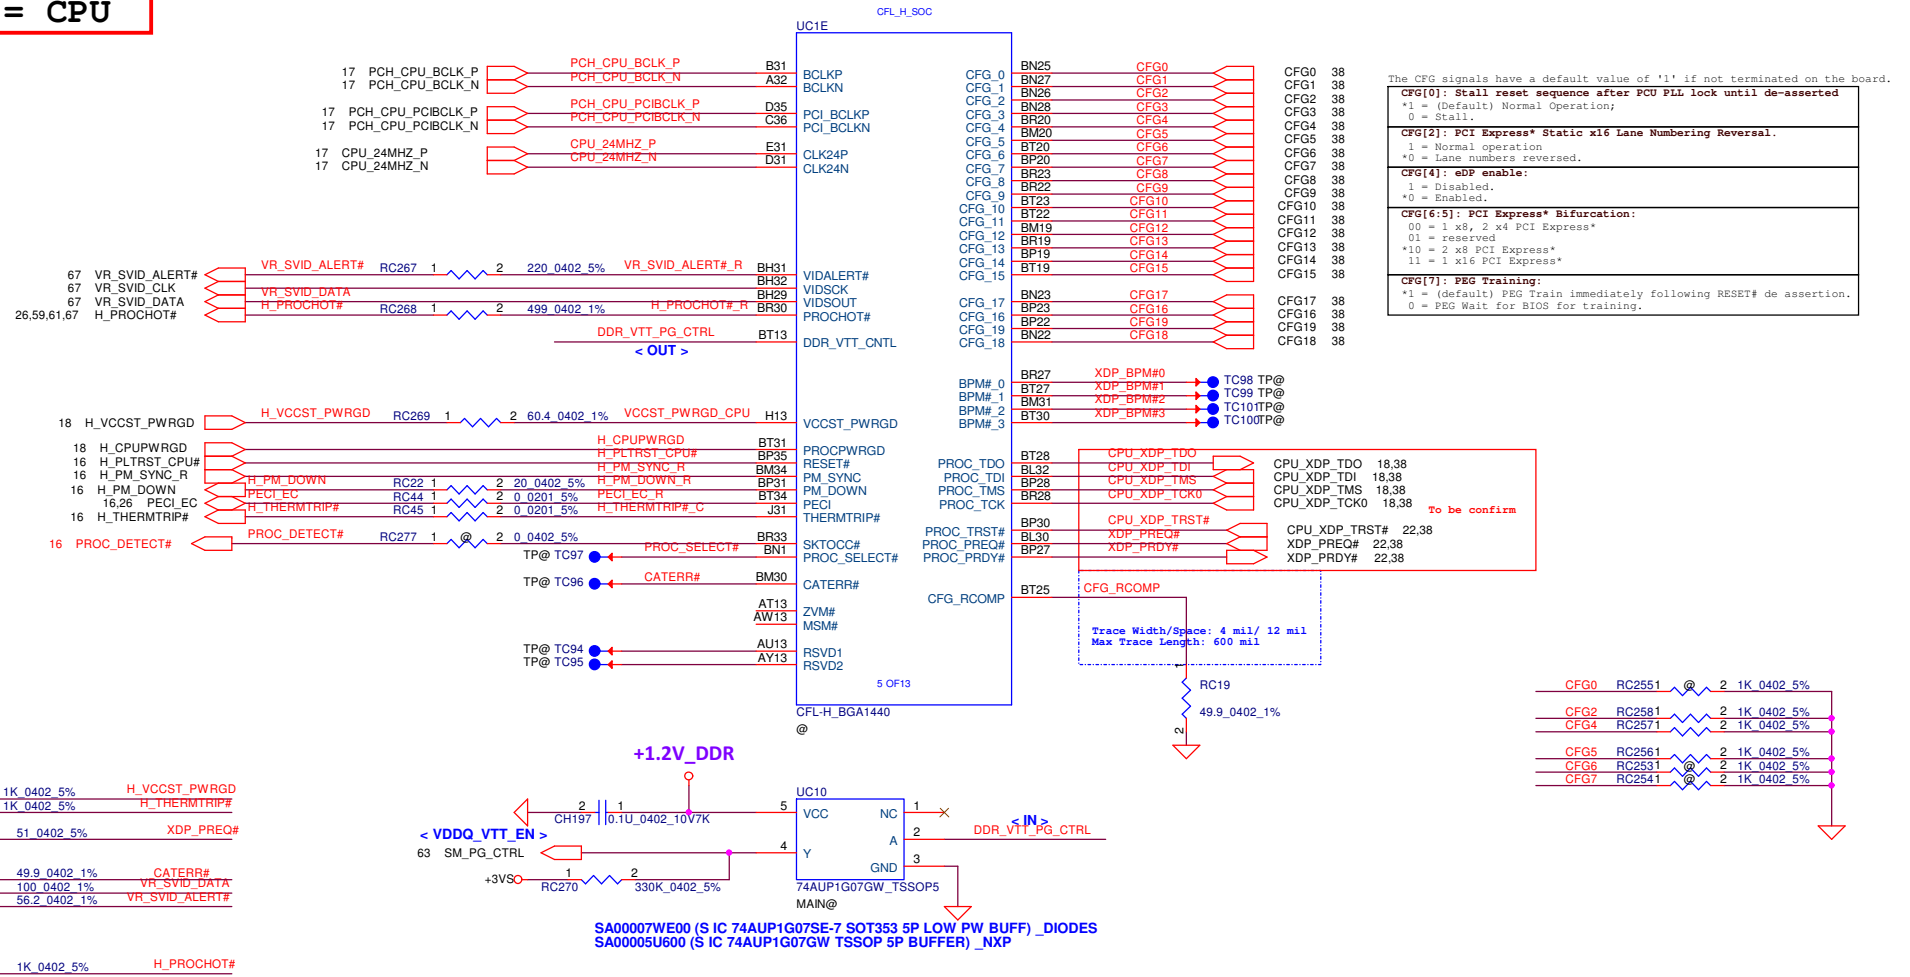 = CPU
CFL_H_SOC
UC1E
17 PCH_CPU_BCLK_P PCH_CPU_BCLK_P B31 BCLKP
17 PCH_CPU_BCLK_N PCH_CPU_BCLK_N A32 BCLKN
17 PCH_CPU_PCIBCLK_P PCH_CPU_PCIBCLK_P D35 PCI_BCLKP
17 PCH_CPU_PCIBCLK_N PCH_CPU_PCIBCLK_N C36 PCI_BCLKN
17 CPU_24MHZ_P CPU_24MHZ_P E31 CLK24P
17 CPU_24MHZ_N CPU_24MHZ_N D31 CLK24N
67 VR_SVID_ALERT# VR_SVID_ALERT# RC267 1 2 220_0402_5% VR_SVID_ALERT#_R BH31 VIDALERT#
67 VR_SVID_CLK BH32 VIDSCK
67 VR_SVID_DATA VR_SVID_DATA BH29 VIDSOUT
26,59,61,67 H_PROCHOT# H_PROCHOT# RC268 1 2 499_0402_1% H_PROCHOT#_R BR30 PROCHOT#
DDR_VTT_PG_CTRL BT13 DDR_VTT_CNTL
< OUT >
18 H_VCCST_PWRGD H_VCCST_PWRGD RC269 1 2 60.4_0402_1% VCCST_PWRGD_CPU H13 VCCST_PWRGD
18 H_CPUPWRGD H_CPUPWRGD BT31 PROCPWRGD
16 H_PLTRST_CPU# H_PLTRST_CPU# BP35 RESET#
16 H_PM_SYNC_R H_PM_SYNC_R BM34 PM_SYNC
16 H_PM_DOWN H_PM_DOWN RC22 1 2 20_0402_5% H_PM_DOWN_R BP31 PM_DOWN
16,26 PECI_EC PECI_EC RC44 1 2 0_0201_5% PECI_EC_R BT34 PECI
16 H_THERMTRIP# H_THERMTRIP# RC45 1 2 0_0201_5% H_THERMTRIP#_C J31 THERMTRIP#
16 PROC_DETECT# PROC_DETECT# RC277 1 @ 2 0_0402_5% BR33 SKTOCC#
TP@ TC97 PROC_SELECT# BN1 PROC_SELECT#
TP@ TC96 CATERR# BM30 CATERR#
AT13 ZVM#
AW13 MSM#
TP@ TC94 AU13 RSVD1
TP@ TC95 AY13 RSVD2
CFG_0 BN25 CFG0 CFG0 38
CFG_1 BN27 CFG1 CFG1 38
CFG_2 BN26 CFG2 CFG2 38
CFG_3 BN28 CFG3 CFG3 38
CFG_4 BR20 CFG4 CFG4 38
CFG_5 BM20 CFG5 CFG5 38
CFG_6 BT20 CFG6 CFG6 38
CFG_7 BP20 CFG7 CFG7 38
CFG_8 BR23 CFG8 CFG8 38
CFG_9 BR22 CFG9 CFG9 38
CFG_10 BT23 CFG10 CFG10 38
CFG_11 BT22 CFG11 CFG11 38
CFG_12 BM19 CFG12 CFG12 38
CFG_13 BR19 CFG13 CFG13 38
CFG_14 BP19 CFG14 CFG14 38
CFG_15 BT19 CFG15 CFG15 38
CFG_17 BN23 CFG17 CFG17 38
CFG_16 BP23 CFG16 CFG16 38
CFG_19 BP22 CFG19 CFG19 38
CFG_18 BN22 CFG18 CFG18 38
BPM#_0 BR27 XDP_BPM#0 TC98 TP@
BPM#_1 BT27 XDP_BPM#1 TC99 TP@
BPM#_2 BM31 XDP_BPM#2 TC101 TP@
BPM#_3 BT30 XDP_BPM#3 TC100 TP@
PROC_TDO BT28 CPU_XDP_TDO CPU_XDP_TDO 18,38
PROC_TDI BL32 CPU_XDP_TDI CPU_XDP_TDI 18,38
PROC_TMS BP28 CPU_XDP_TMS CPU_XDP_TMS 18,38
PROC_TCK BR28 CPU_XDP_TCK0 CPU_XDP_TCK0 18,38
To be confirm
PROC_TRST# BP30 CPU_XDP_TRST# CPU_XDP_TRST# 22,38
PROC_PREQ# BL30 XDP_PREQ# XDP_PREQ# 22,38
PROC_PRDY# BP27 XDP_PRDY# XDP_PRDY# 22,38
CFG_RCOMP BT25 CFG_RCOMP
Trace Width/Space: 4 mil/ 12 mil
Max Trace Length: 600 mil
1
RC19
49.9_0402_1%
2
5 OF13
CFL-H_BGA1440
@
The CFG signals have a default value of '1' if not terminated on the board.
CFG[0]: Stall reset sequence after PCU PLL lock until de-asserted
*1 = (Default) Normal Operation;
0 = Stall.
CFG[2]: PCI Express* Static x16 Lane Numbering Reversal.
1 = Normal operation
*0 = Lane numbers reversed.
CFG[4]: eDP enable:
1 = Disabled.
*0 = Enabled.
CFG[6:5]: PCI Express* Bifurcation:
00 = 1 x8, 2 x4 PCI Express*
01 = reserved
*10 = 2 x8 PCI Express*
11 = 1 x16 PCI Express*
CFG[7]: PEG Training:
*1 = (default) PEG Train immediately following RESET# de assertion.
0 = PEG Wait for BIOS for training.
CFG0 RC255 1 @ 2 1K_0402_5%
CFG2 RC258 1 2 1K_0402_5%
CFG4 RC257 1 2 1K_0402_5%
CFG5 RC256 1 2 1K_0402_5%
CFG6 RC253 1 @ 2 1K_0402_5%
CFG7 RC254 1 @ 2 1K_0402_5%
1K_0402_5% H_VCCST_PWRGD
1K_0402_5% H_THERMTRIP#
51_0402_5% XDP_PREQ#
49.9_0402_1% CATERR#
100_0402_1% VR_SVID_DATA
56.2_0402_1% VR_SVID_ALERT#
1K_0402_5% H_PROCHOT#
+1.2V_DDR
UC10
2 1 5 VCC NC 1
CH197 0.1U_0402_10V7K
< VDDQ_VTT_EN >
< IN >
A 2 DDR_VTT_PG_CTRL
63 SM_PG_CTRL 4 Y
GND 3
+3VS RC270 1 2 330K_0402_5%
74AUP1G07GW_TSSOP5
MAIN@
SA00007WE00 (S IC 74AUP1G07SE-7 SOT353 5P LOW PW BUFF) _DIODES
SA00005U600 (S IC 74AUP1G07GW TSSOP 5P BUFFER) _NXP